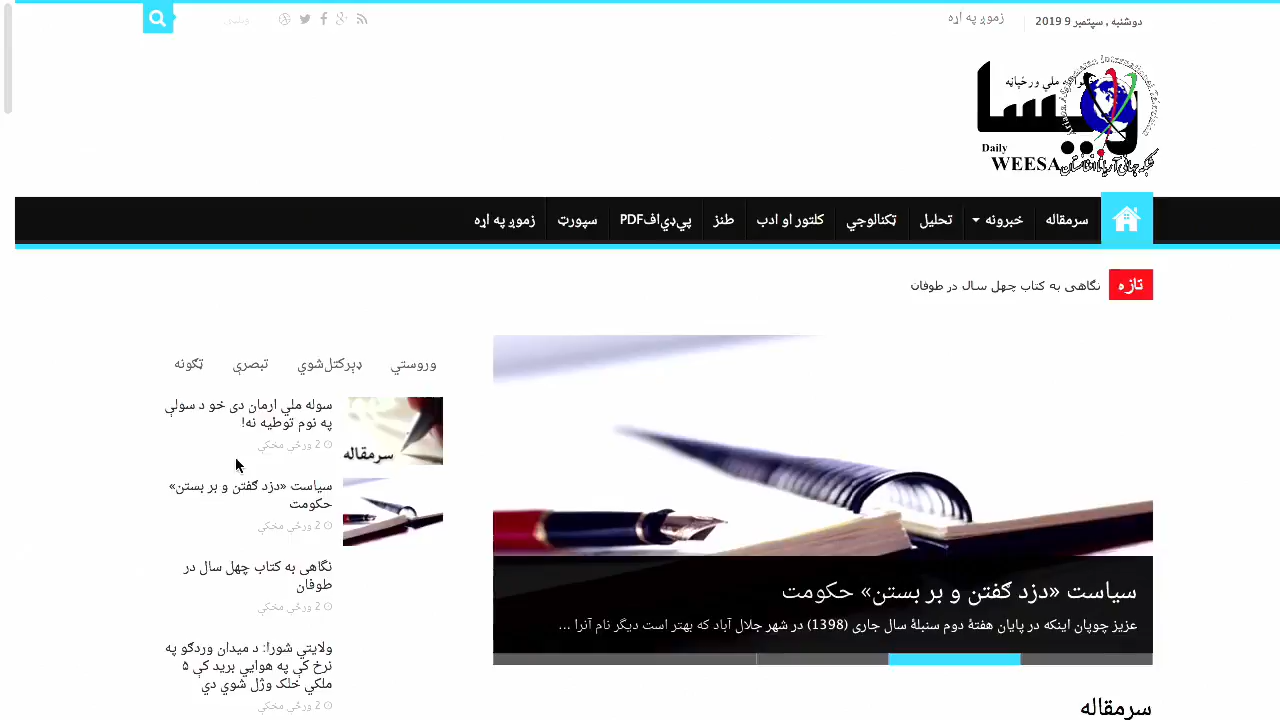 دوشنبه , سپتمبر 9 2019
زموږ په اړه
ويسا
Daily
WEESA
سرمقاله
خبرونه
تحلیل
ټکنالوجي
کلتور او ادب
طنز
پي‌ډي‌افPDF
سپورټ
زموږ په اړه
تازه
نگاهی به کتاب چهل سال در طوفان
سیاست «دزد گفتن و بر بستن» حکومت
عزیز چوپان اینکه در پایان هفتهٔ دوم سنبلهٔ سال جاری (1398) در شهر جلال آباد که بهتر است دیگر نام آنرا ...
سرمقاله
وروستي
ډېرکتل‌شوي
تبصرې
ټګونه
سرمقاله
سوله ملي ارمان دی خو د سولې
په نوم توطیه نه!
2 ورځې مخکې
سیاست «دزد گفتن و بر بستن»
حکومت
2 ورځې مخکې
نگاهی به کتاب چهل سال در
طوفان
2 ورځې مخکې
ولایتي شورا: د میدان وردګو په
نرخ کې په هوایي برید کې ۵
ملکي خلک وژل شوي دي
2 ورځې مخکې